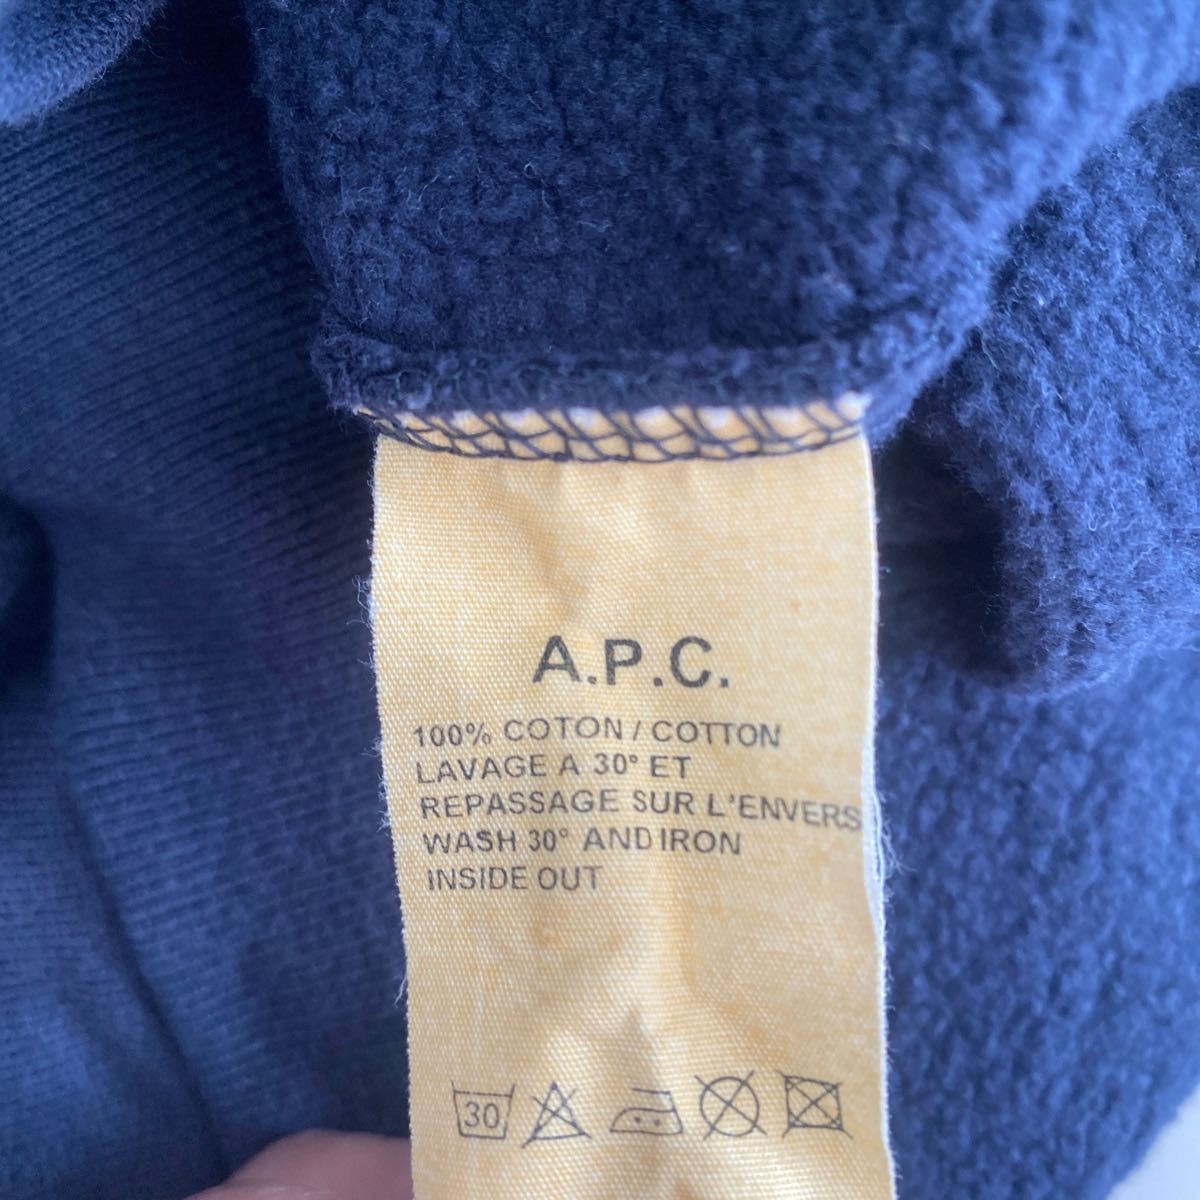 A.P.C.
100% COTON / COTTON
LAVAGE A 30° ET
REPASSAGE SUR L'ENVERS
WASH 30° AND IRON
INSIDE OUT
30